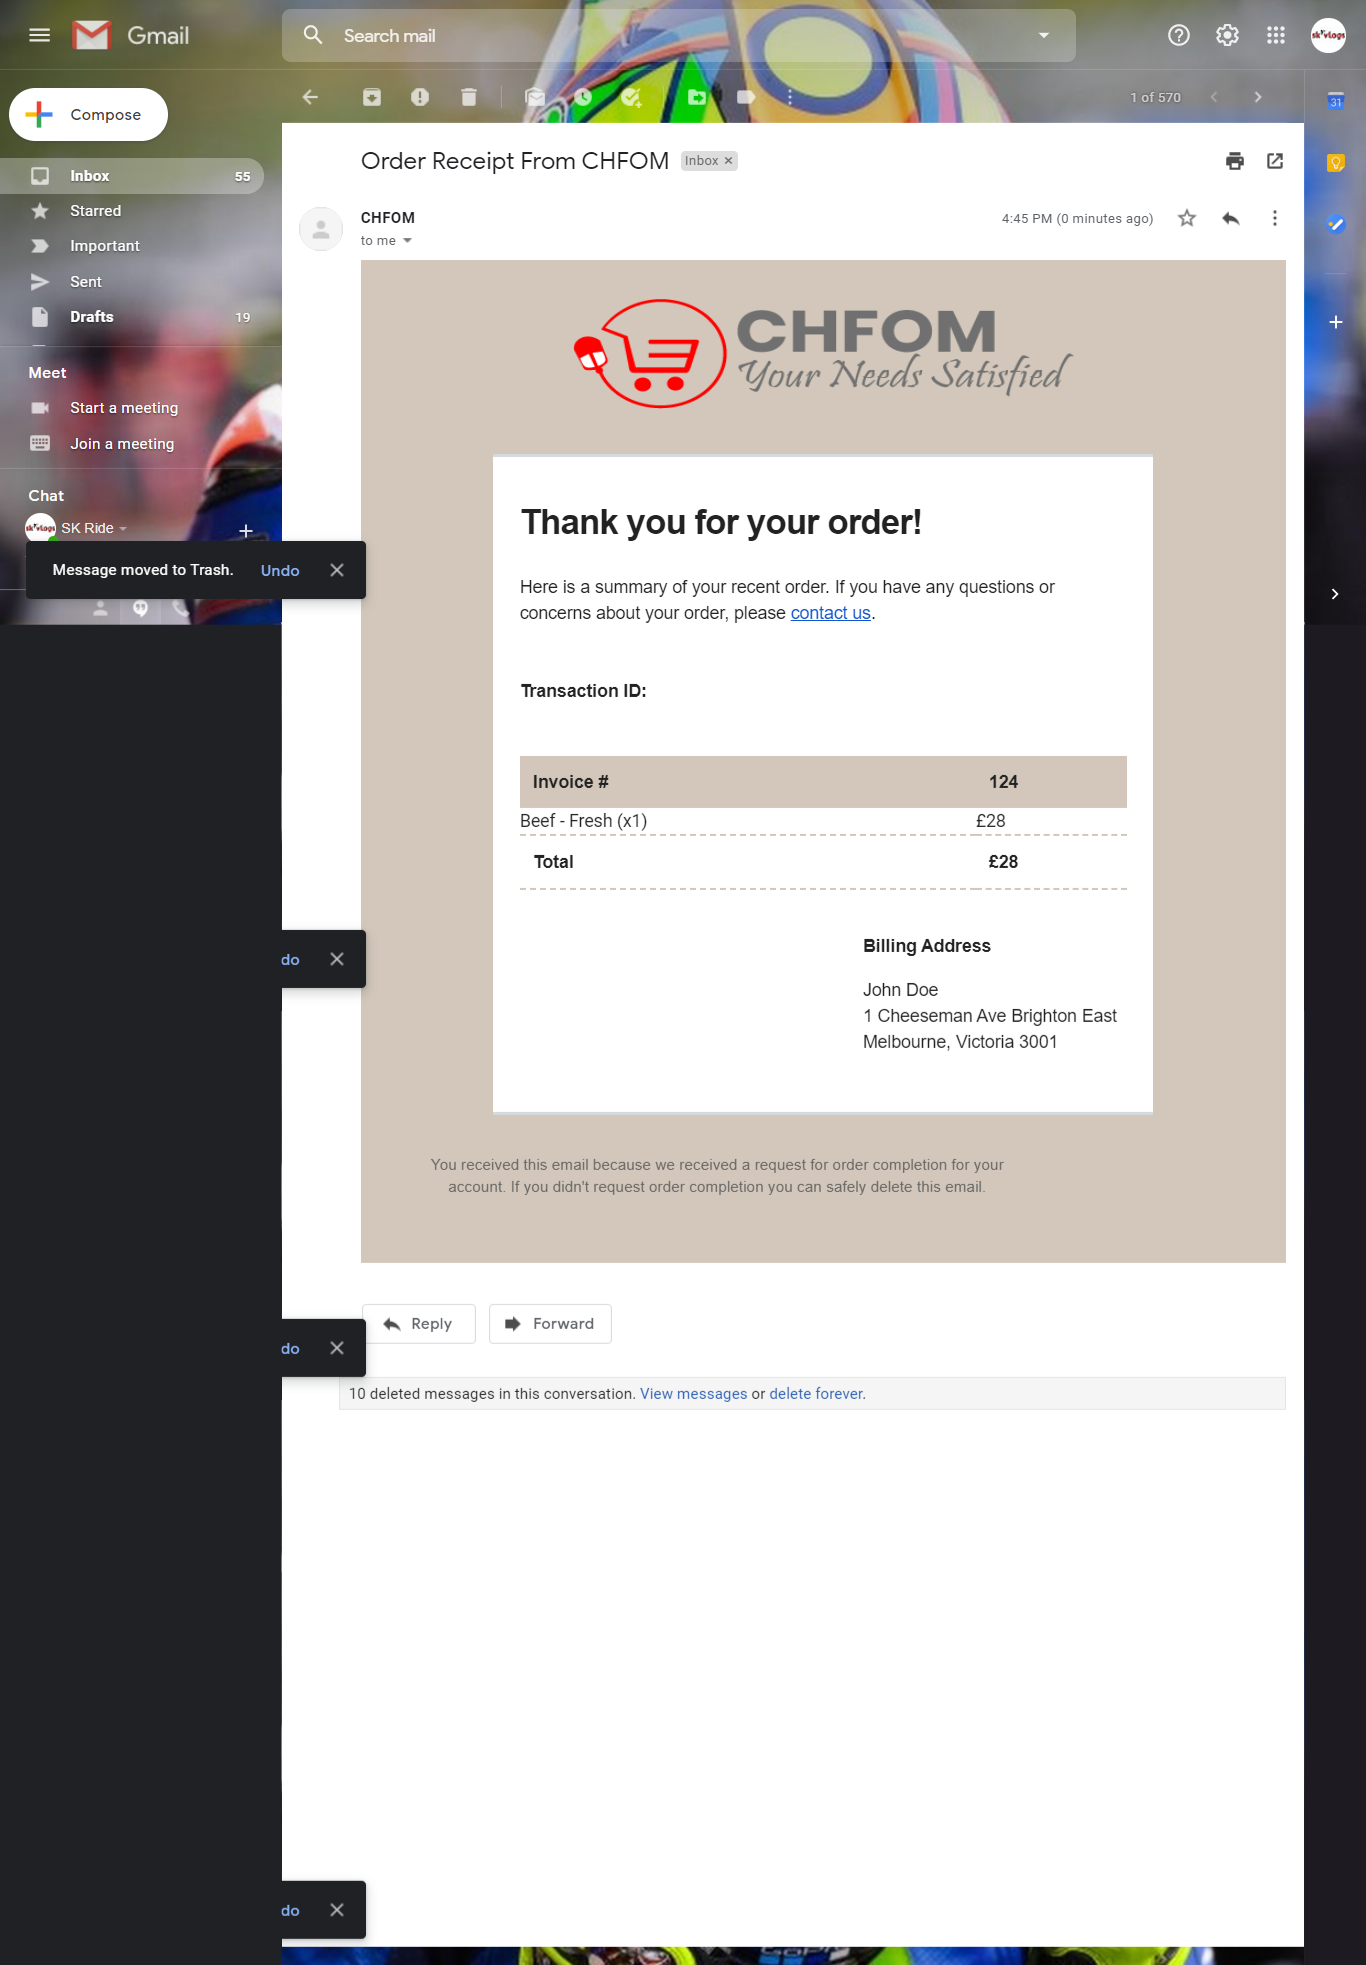 Gmail
Search mail
sk vlogs
Compose
1 of 570
31
Inbox 55
Starred
Important
Sent
Drafts 19
Meet
Start a meeting
Join a meeting
Chat
SK Ride
Message moved to Trash. Undo
Order Receipt From CHFOM Inbox ×
CHFOM
4:45 PM (0 minutes ago)
to me
CHFOM
Your Needs Satisfied
Thank you for your order!
Here is a summary of your recent order. If you have any questions or
concerns about your order, please contact us.
Transaction ID:
Invoice # 124
Beef - Fresh (x1) £28
Total £28
Billing Address
John Doe
1 Cheeseman Ave Brighton East
Melbourne, Victoria 3001
do
You received this email because we received a request for order completion for your
account. If you didn't request order completion you can safely delete this email.
Reply
Forward
do
10 deleted messages in this conversation. View messages or delete forever.
do